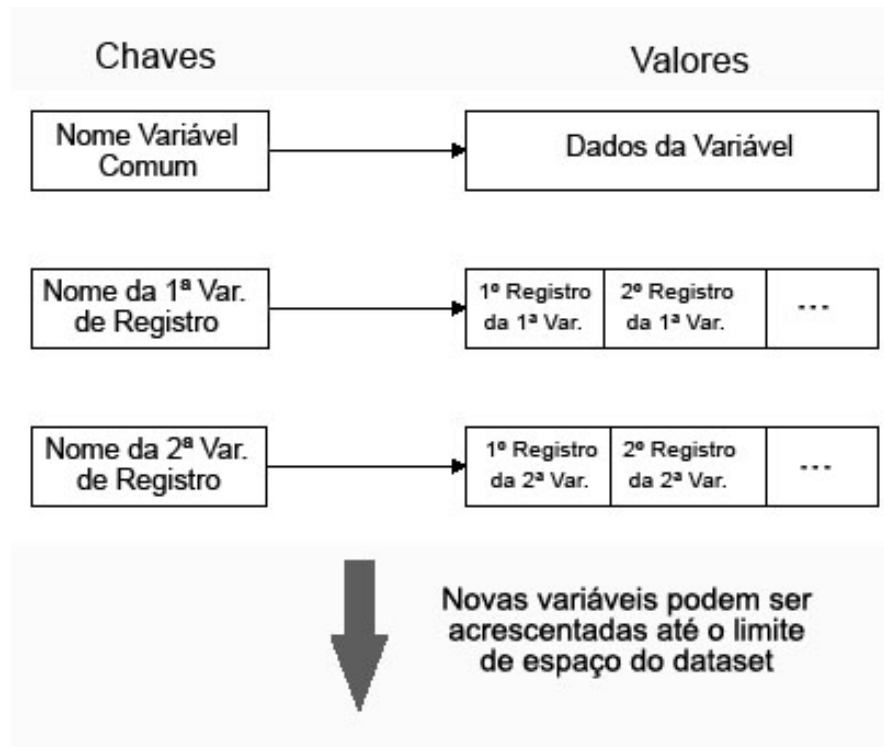 Chaves
Valores
Nome Variável
Comum
Dados da Variável
Nome da 1ª Var.
de Registro
1º Registro
da 1ª Var.
2º Registro
da 1ª Var.
...
Nome da 2ª Var.
de Registro
1º Registro
da 2ª Var.
2º Registro
da 2ª Var.
...
Novas variáveis podem ser
acrescentadas até o limite
de espaço do dataset